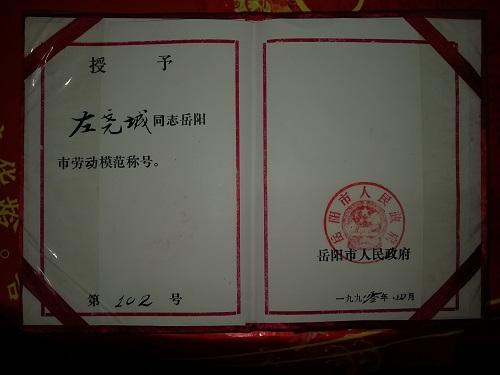 授予
左尧城同志岳阳
市劳动模范称号。
第 102 号
岳阳市人民政府
岳阳市人民政府
一九九零年 四月